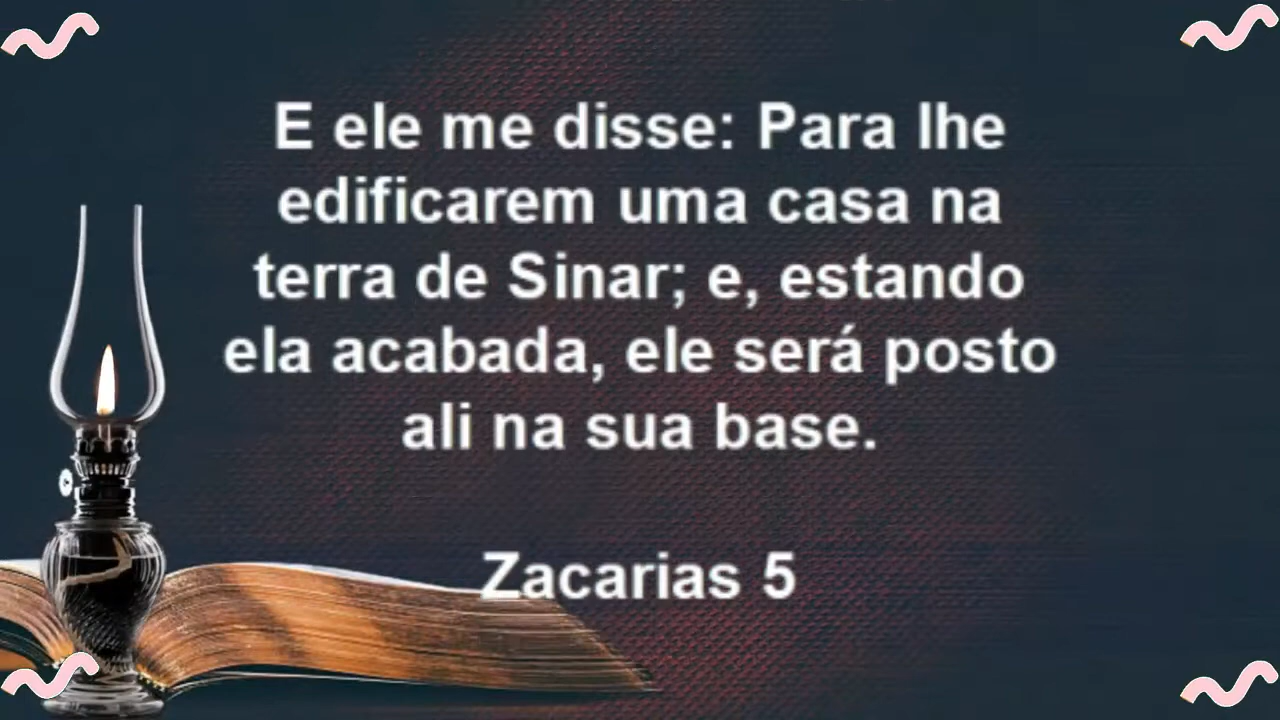 E ele me disse: Para lhe
edificarem uma casa na
terra de Sinar; e, estando
ela acabada, ele será posto
ali na sua base.
Zacarias 5